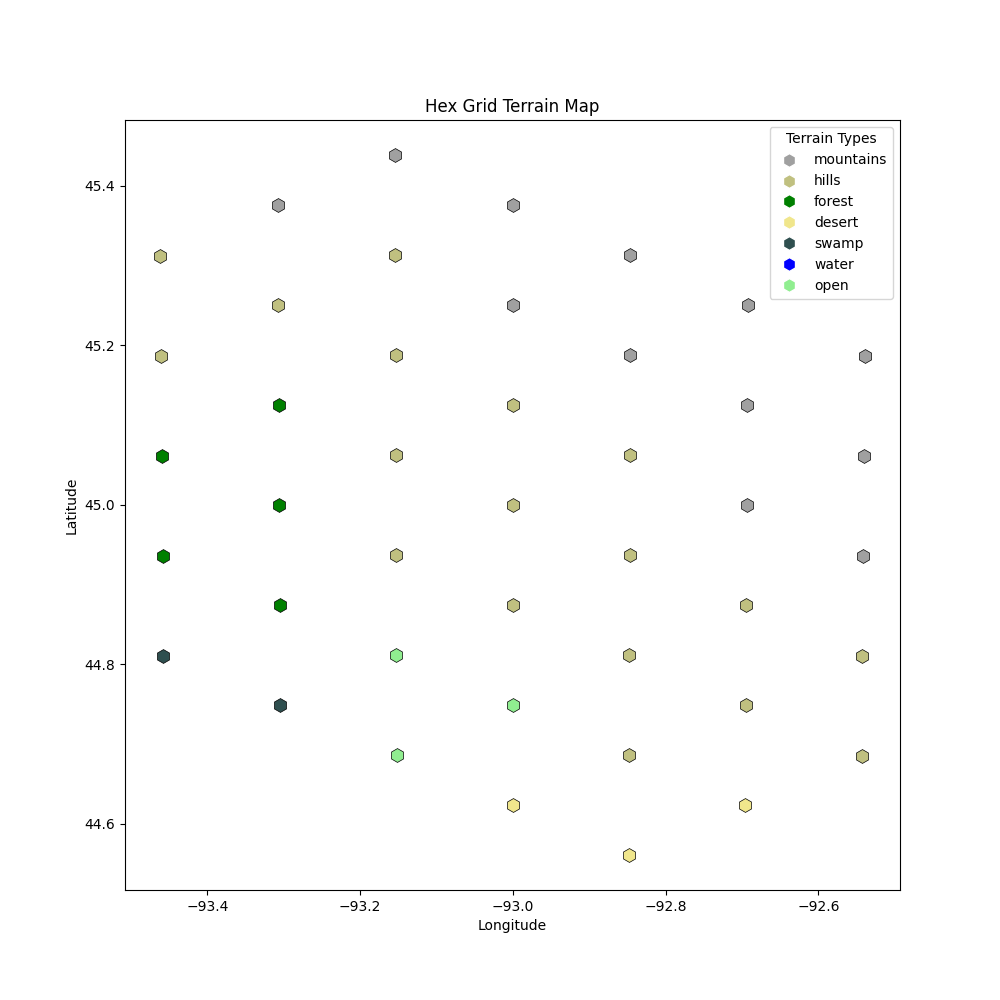 Hex Grid Terrain Map
Terrain Types
mountains
hills
forest
desert
swamp
water
open
45.4
45.2
45.0
44.8
44.6
Latitude
−93.4
−93.2
−93.0
−92.8
−92.6
Longitude